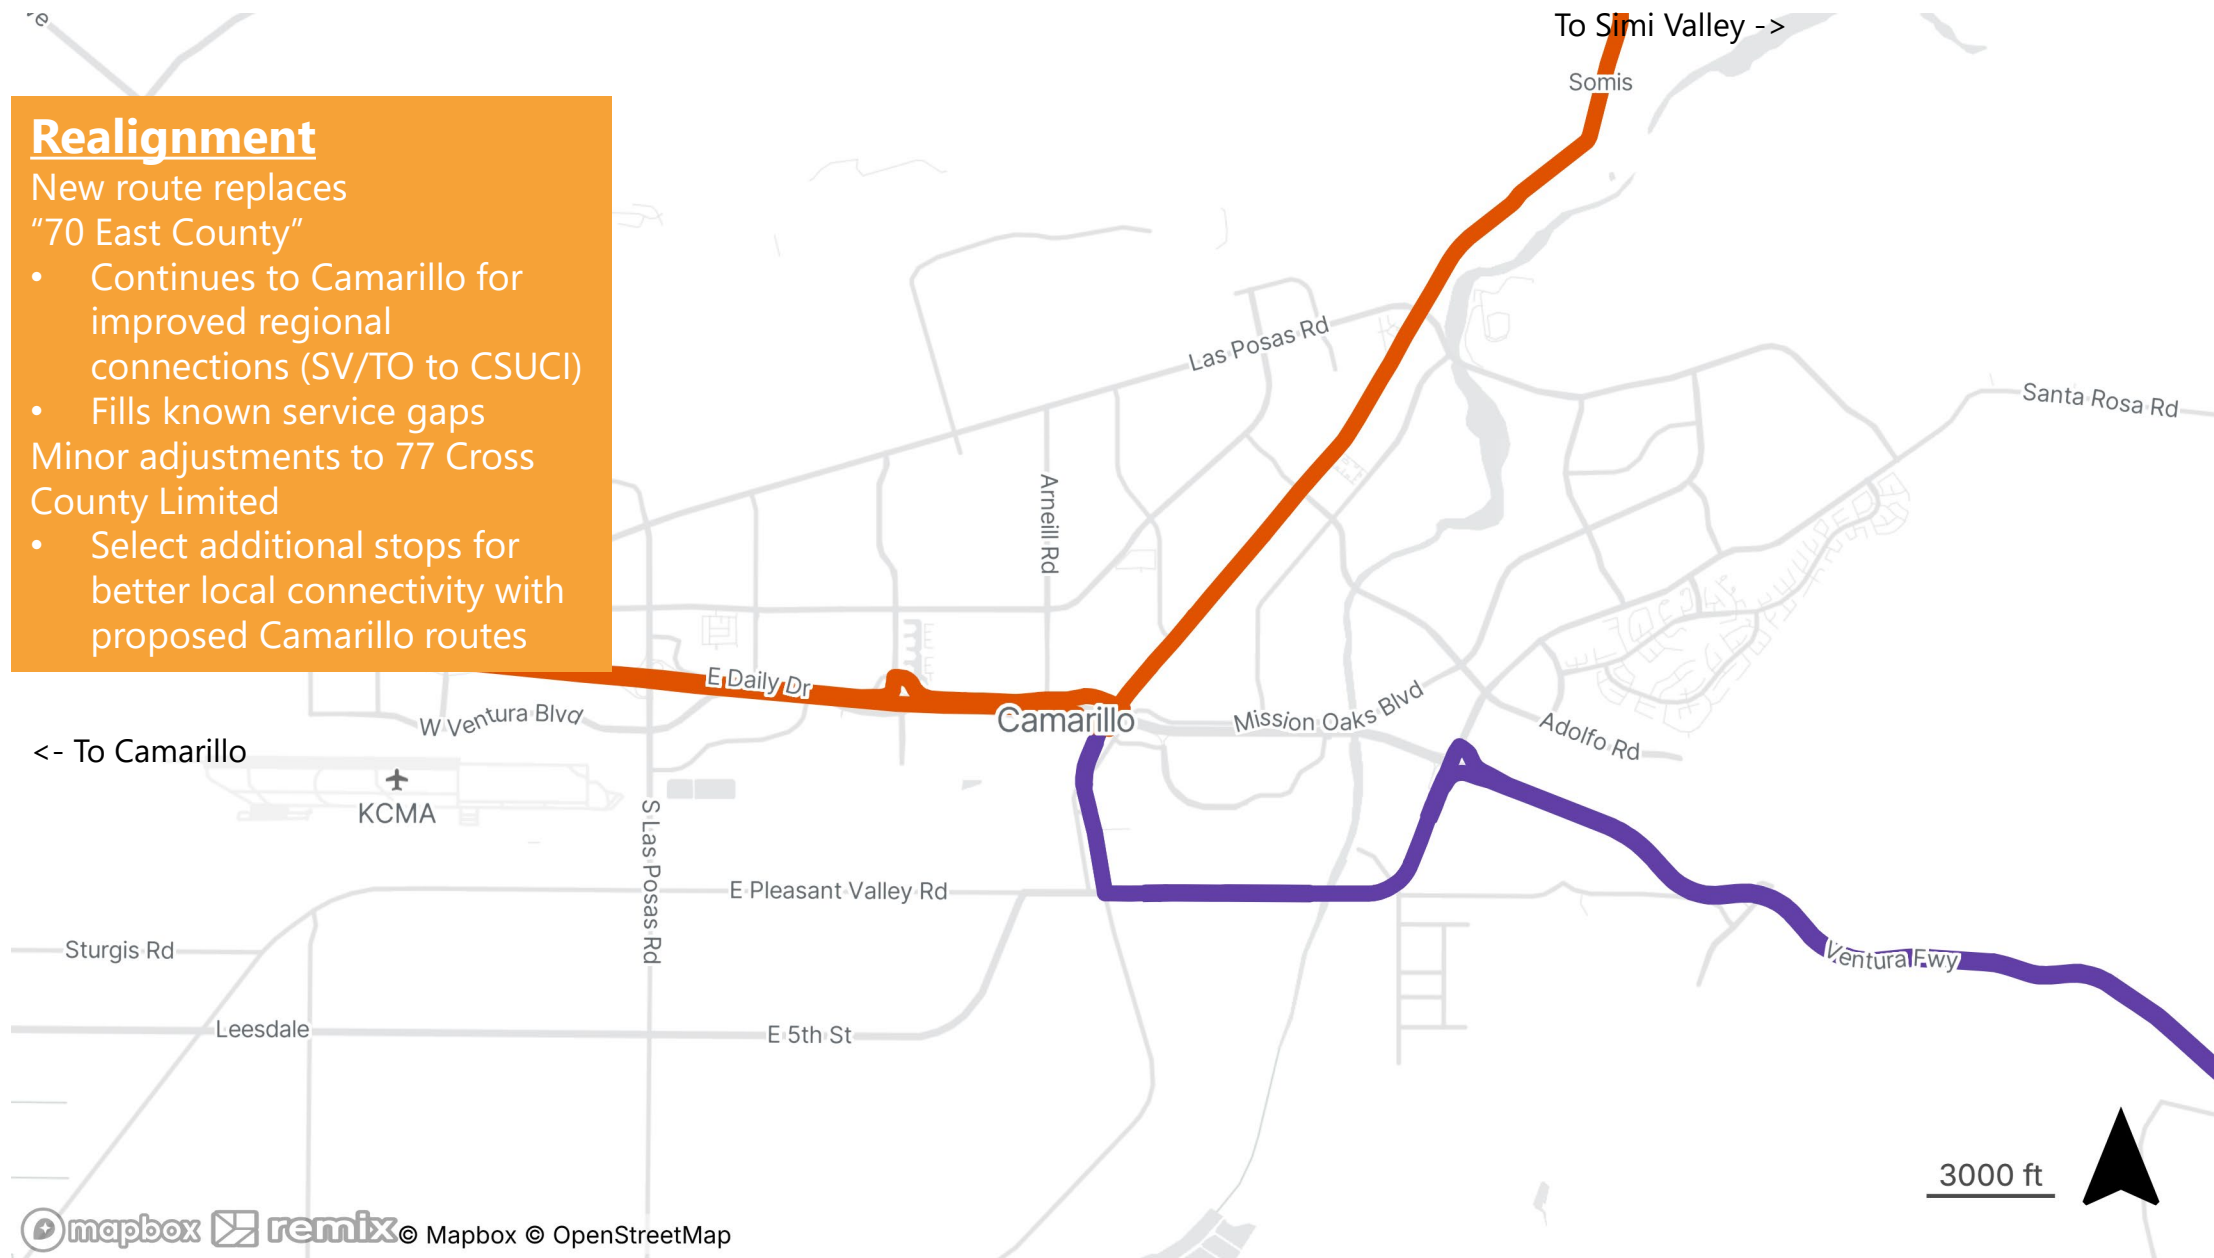 To Simi Valley ->
Somis
Realignment
New route replaces
“70 East County”
• Continues to Camarillo for
improved regional
connections (SV/TO to CSUCI)
• Fills known service gaps
Minor adjustments to 77 Cross
County Limited
• Select additional stops for
better local connectivity with
proposed Camarillo routes
Las Posas Rd
Santa Rosa Rd
Arneill Rd
E Daily Dr
W Ventura Blvd
Camarillo
Mission Oaks Blvd
Adolfo Rd
<- To Camarillo
KCMA
S Las Posas Rd
E Pleasant Valley Rd
Sturgis Rd
Ventura Fwy
Leesdale
E 5th St
3000 ft
mapbox remix © Mapbox © OpenStreetMap